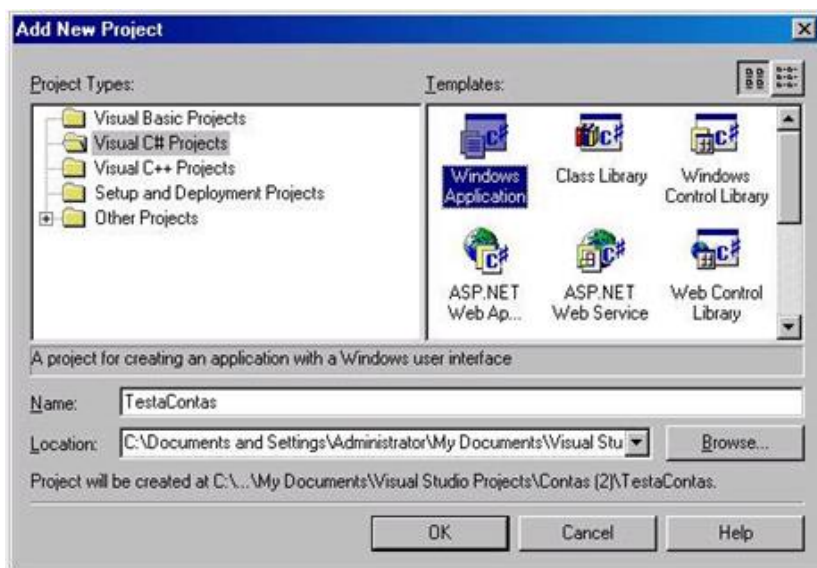 Add New Project
Project Types:
Templates:
Visual Basic Projects
Visual C# Projects
Visual C++ Projects
Setup and Deployment Projects
Other Projects
Windows
Application
Class Library
Windows
Control Library
ASP.NET
Web Ap...
ASP.NET
Web Service
Web Control
Library
A project for creating an application with a Windows user interface
Name:
TestaContas
Location:
C:\Documents and Settings\Administrator\My Documents\Visual Stu
Browse...
Project will be created at C:\...\My Documents\Visual Studio Projects\Contas (2)\TestaContas.
OK
Cancel
Help